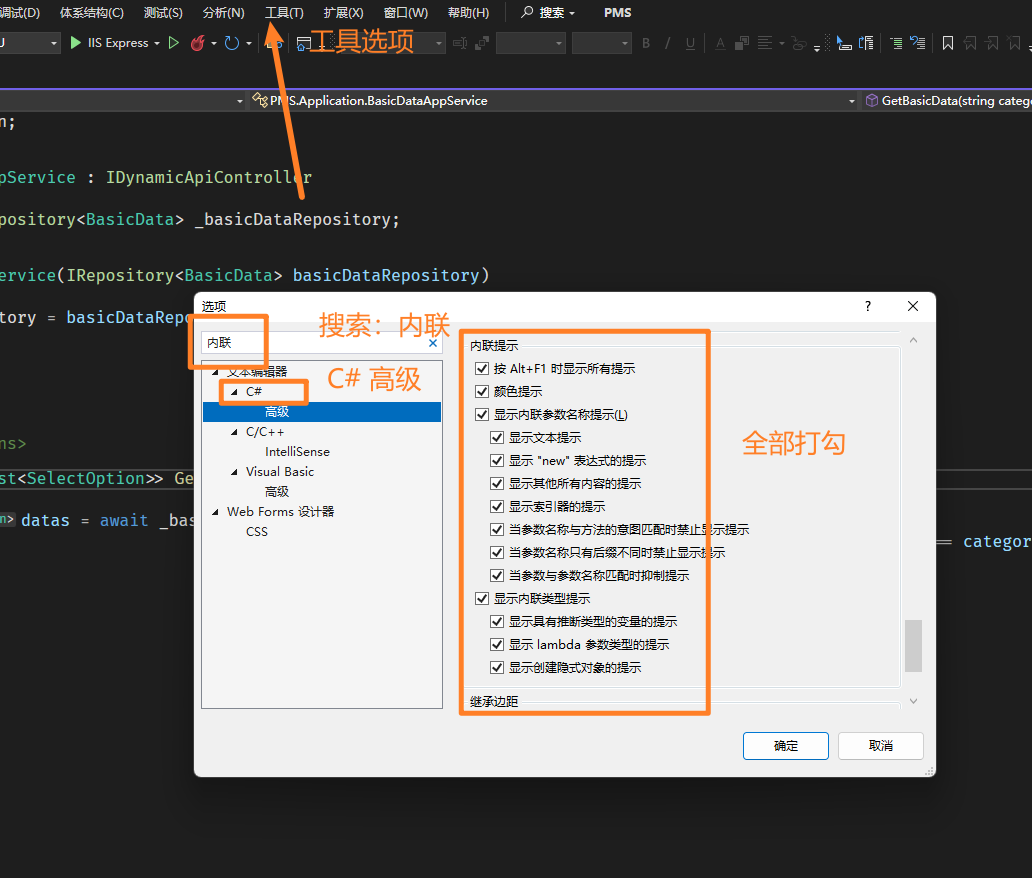 调试(D) 体系结构(C) 测试(S) 分析(N) 工具(T) 扩展(X) 窗口(W) 帮助(H) 搜索 PMS
U IIS Express 工具选项 B I U A
PMS.Application.BasicDataAppService GetBasicData(string catego
n;
pService : IDynamicApiController
pository<BasicData> _basicDataRepository;
ervice(IRepository<BasicData> basicDataRepository)
tory = basicDataRepo
选项 ?
内联
搜索：内联
文本编辑器
C#
高级
C# 高级
C/C++
IntelliSense
Visual Basic
高级
Web Forms 设计器
CSS
内联提示
按 Alt+F1 时显示所有提示
颜色提示
显示内联参数名称提示(L)
显示文本提示
显示 "new" 表达式的提示
显示其他所有内容的提示
显示索引器的提示
当参数名称与方法的意图匹配时禁止显示提示
当参数名称只有后缀不同时禁止显示提示
当参数与参数名称匹配时抑制提示
显示内联类型提示
显示具有推断类型的变量的提示
显示 lambda 参数类型的提示
显示创建隐式对象的提示
继承边距
全部打勾
确定 取消
ns>
st<SelectOption>> Ge
n> datas = await _bas
== categor